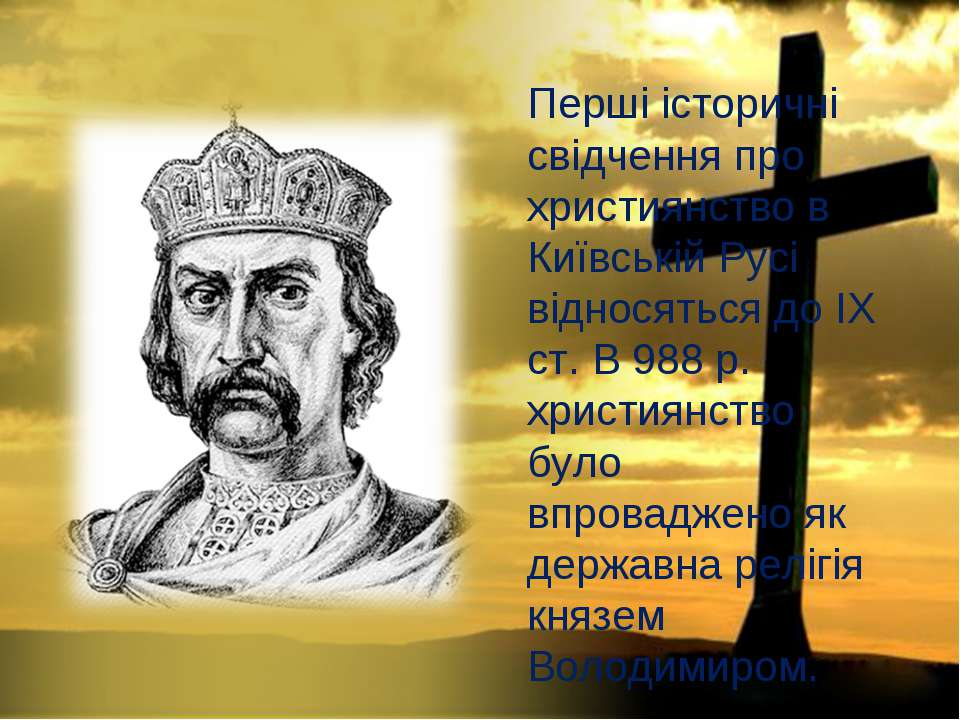 Перші історичні
свідчення про
християнство в
Київській Русі
відносяться до ІХ
ст. В 988 р.
християнство
було
впроваджено як
державна релігія
князем
Володимиром.